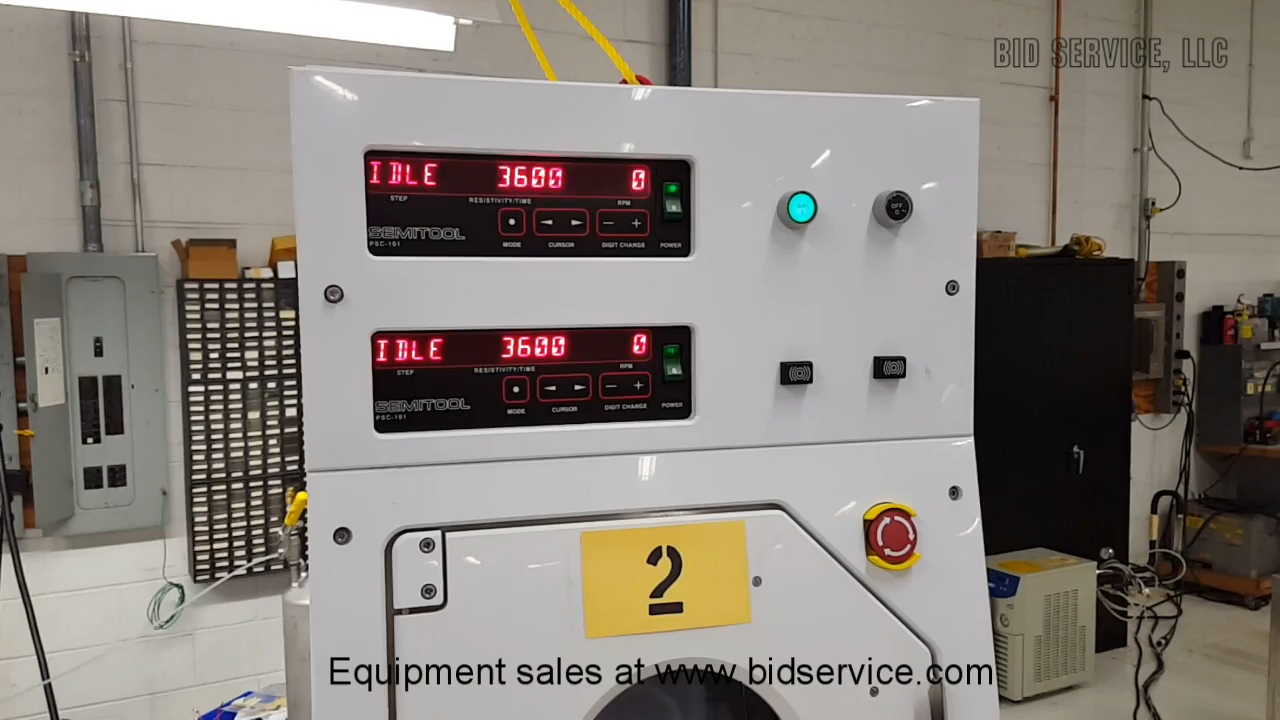 BID SERVICE, LLC
IDLE 3600 0
STEP RESISTIVITY/TIME RPM
SEMITOOL
PSC-101
MODE CURSOR DIGIT CHANGE POWER
OFF
IDLE 3600 0
STEP RESISTIVITY/TIME RPM
SEMITOOL
PSC-101
MODE CURSOR DIGIT CHANGE POWER
2
Equipment sales at www.bidservice.com